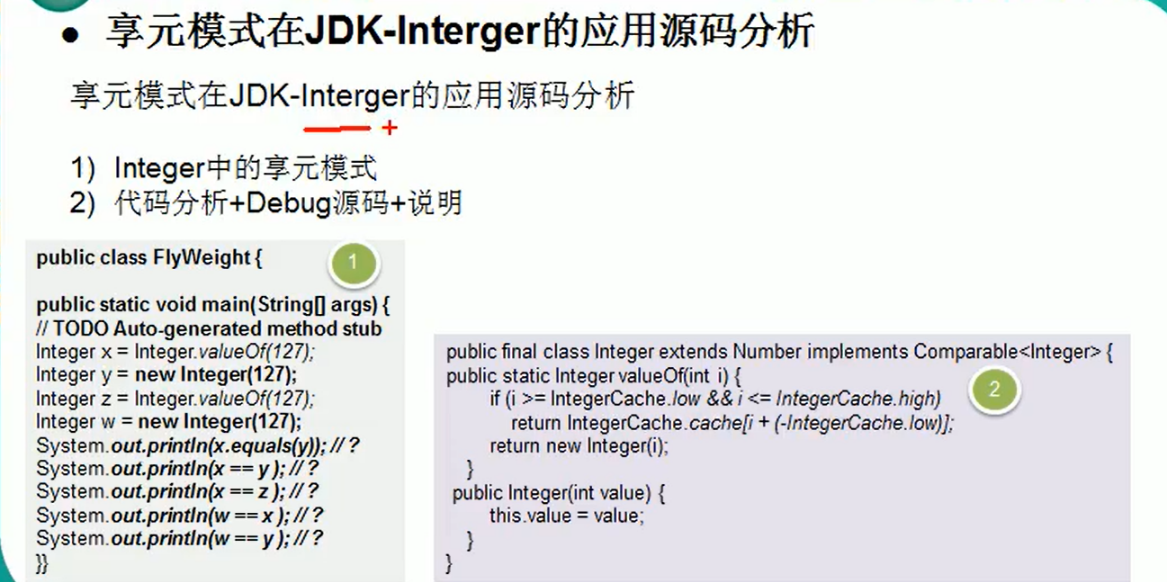 ● 享元模式在JDK-Interger的应用源码分析
享元模式在JDK-Interger的应用源码分析
1) Integer中的享元模式
2) 代码分析+Debug源码+说明
public class FlyWeight {
1
public static void main(String[] args) {
// TODO Auto-generated method stub
Integer x = Integer.valueOf(127);
Integer y = new Integer(127);
Integer z = Integer.valueOf(127);
Integer w = new Integer(127);
System.out.println(x.equals(y)); // ?
System.out.println(x == y ); // ?
System.out.println(x == z ); // ?
System.out.println(w == x ); // ?
System.out.println(w == y ); // ?
}}
public final class Integer extends Number implements Comparable<Integer> {
public static Integer valueOf(int i) {
2
if (i >= IntegerCache.low && i <= IntegerCache.high)
return IntegerCache.cache[i + (-IntegerCache.low)];
return new Integer(i);
}
public Integer(int value) {
this.value = value;
}
}